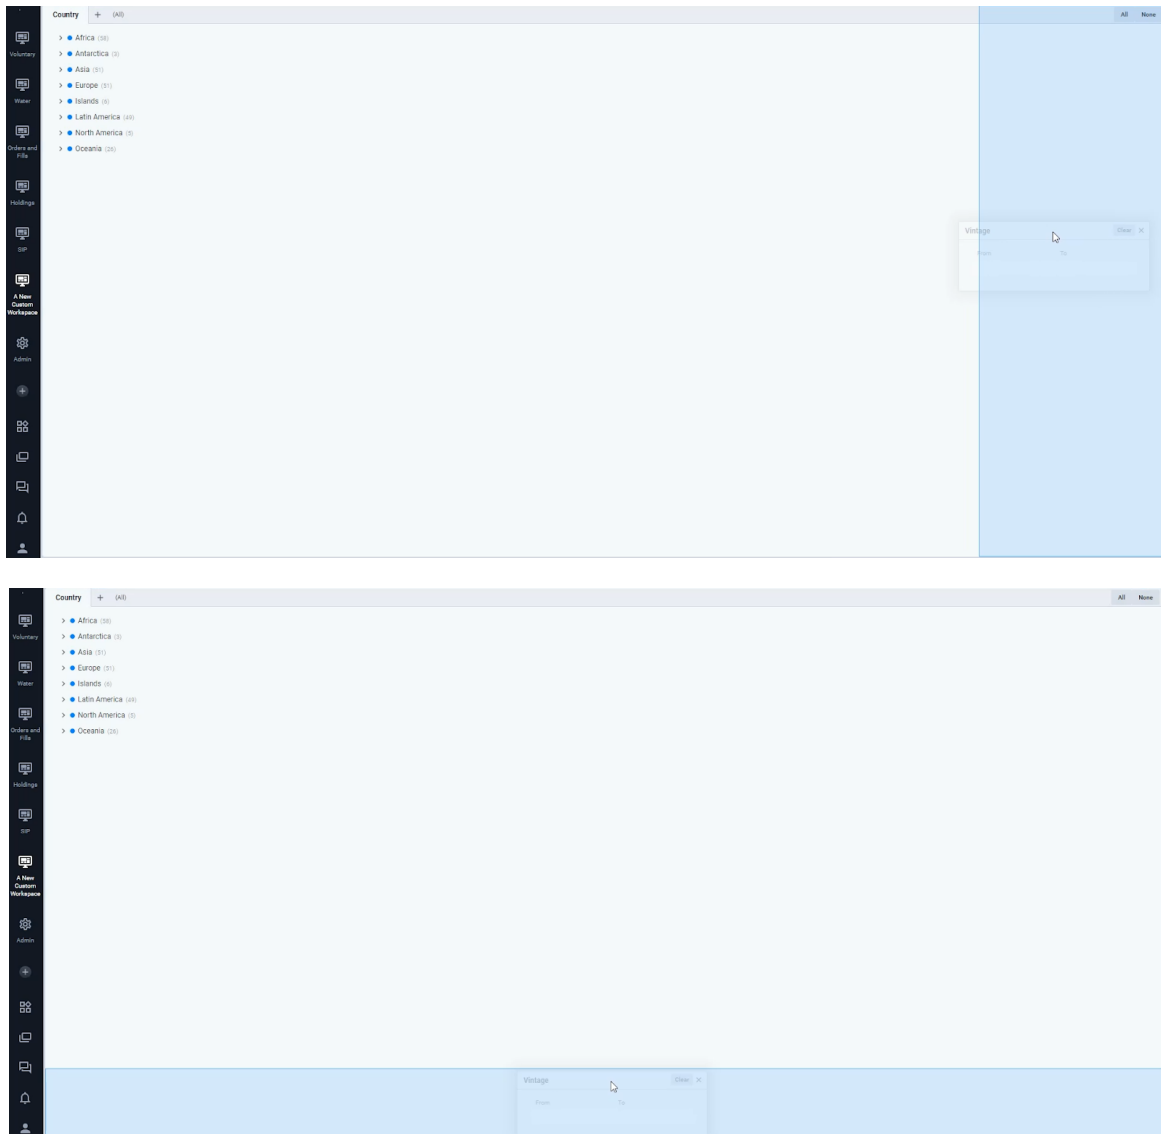 Country + (All) All None
Voluntary
Water
Orders and
Fills
Holdings
SIP
A New
Custom
Workspace
Admin
Africa (58)
Antarctica (3)
Asia (51)
Europe (51)
Islands (6)
Latin America (49)
North America (5)
Oceania (26)
Vintage Clear
From To
Country + (All) All None
Voluntary
Water
Orders and
Fills
Holdings
SIP
A New
Custom
Workspace
Admin
Africa (58)
Antarctica (3)
Asia (51)
Europe (51)
Islands (6)
Latin America (49)
North America (5)
Oceania (26)
Vintage Clear
From To